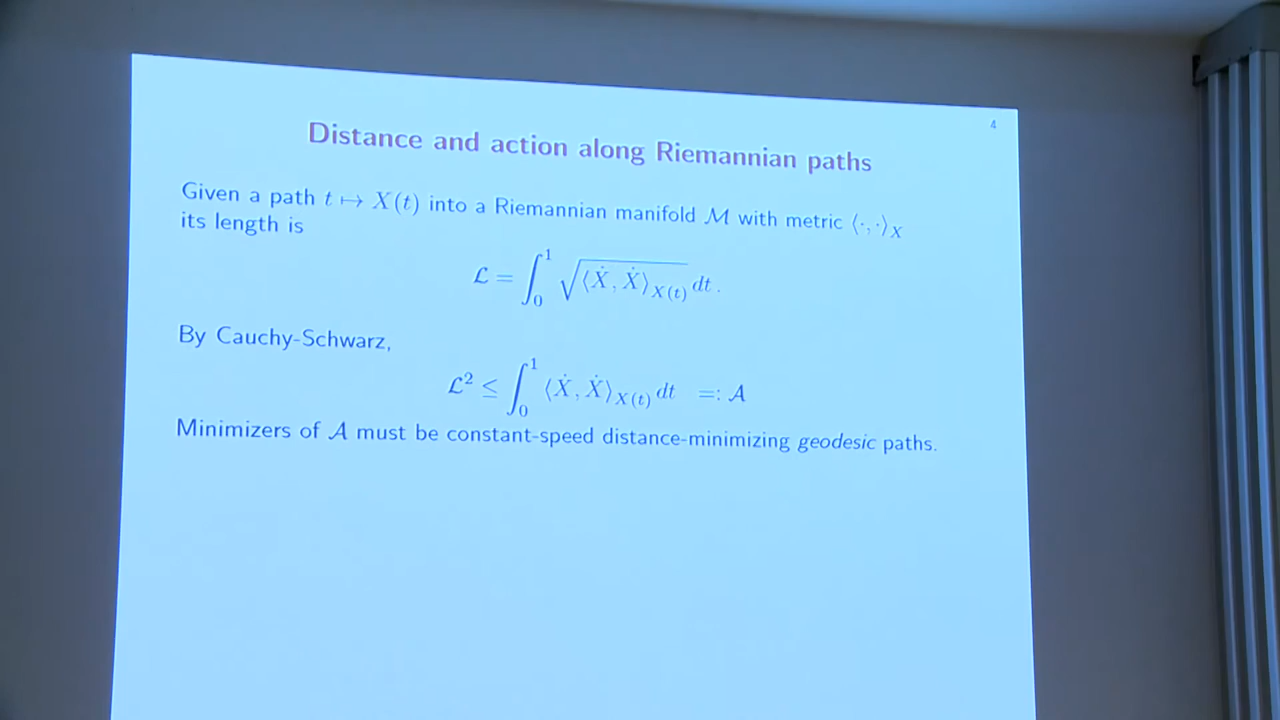 4
Distance and action along Riemannian paths
Given a path t ↦ X(t) into a Riemannian manifold ℳ with metric ⟨·,·⟩_X
its length is
ℒ = ∫_0^1 √(⟨Ẋ, Ẋ⟩_{X(t)}) dt .
By Cauchy-Schwarz,
ℒ² ≤ ∫_0^1 ⟨Ẋ, Ẋ⟩_{X(t)} dt =: 𝒜
Minimizers of 𝒜 must be constant-speed distance-minimizing geodesic paths.